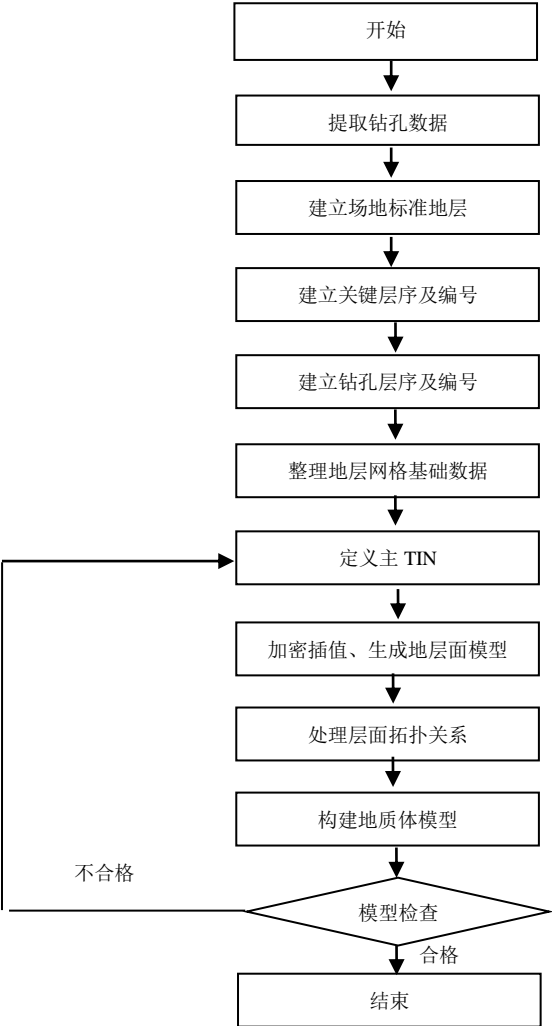 开始
提取钻孔数据
建立场地标准地层
建立关键层序及编号
建立钻孔层序及编号
整理地层网格基础数据
定义主 TIN
加密插值、生成地层面模型
处理层面拓扑关系
构建地质体模型
不合格
模型检查
合格
结束